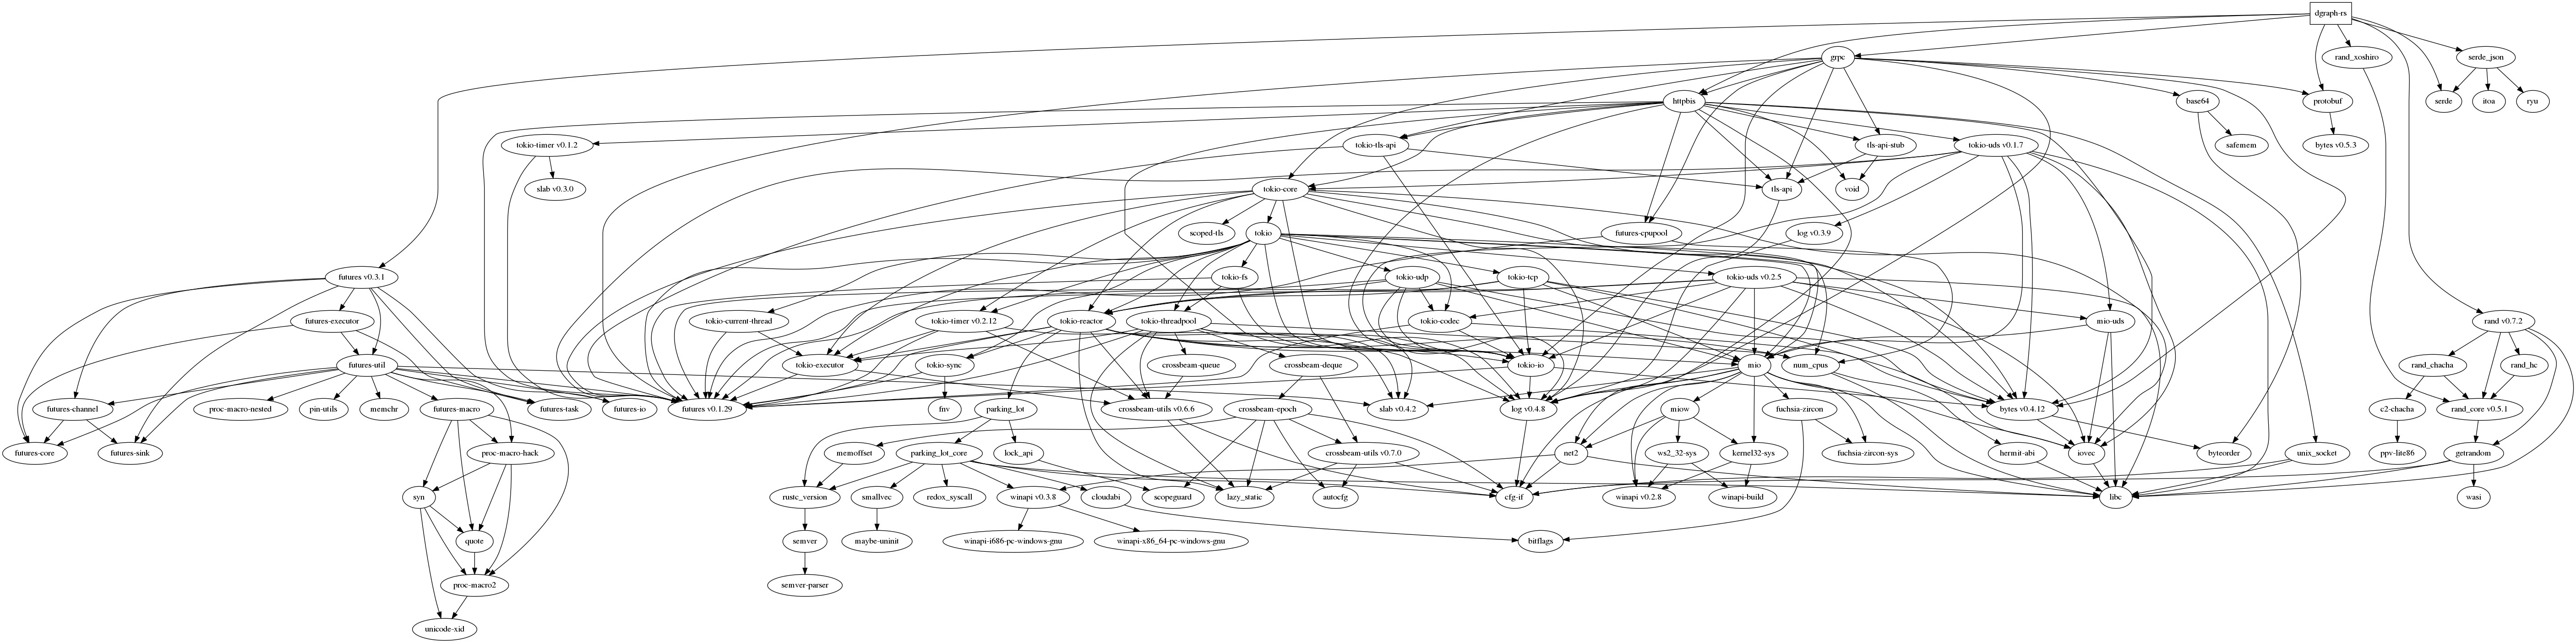 dgraph-rs
grpc
rand_xoshiro
serde_json
httpbis
base64
protobuf
serde
itoa
ryu
tokio-timer v0.1.2
tokio-tls-api
tls-api-stub
tokio-uds v0.1.7
safemem
bytes v0.5.3
slab v0.3.0
tokio-core
tls-api
void
scoped-tls
tokio
futures-cpupool
log v0.3.9
futures v0.3.1
tokio-fs
tokio-udp
tokio-tcp
tokio-uds v0.2.5
futures-executor
tokio-current-thread
tokio-timer v0.2.12
tokio-reactor
tokio-threadpool
tokio-codec
mio-uds
rand v0.7.2
futures-util
tokio-executor
tokio-sync
crossbeam-queue
crossbeam-deque
tokio-io
mio
num_cpus
rand_chacha
rand_hc
futures-channel
proc-macro-nested
pin-utils
memchr
futures-macro
futures-task
futures-io
futures v0.1.29
fnv
parking_lot
crossbeam-utils v0.6.6
crossbeam-epoch
slab v0.4.2
log v0.4.8
miow
fuchsia-zircon
bytes v0.4.12
c2-chacha
rand_core v0.5.1
futures-core
futures-sink
proc-macro-hack
memoffset
parking_lot_core
lock_api
crossbeam-utils v0.7.0
net2
ws2_32-sys
kernel32-sys
fuchsia-zircon-sys
hermit-abi
iovec
byteorder
unix_socket
ppv-lite86
getrandom
syn
rustc_version
smallvec
redox_syscall
winapi v0.3.8
cloudabi
scopeguard
lazy_static
autocfg
cfg-if
winapi v0.2.8
winapi-build
libc
wasi
quote
semver
maybe-uninit
winapi-i686-pc-windows-gnu
winapi-x86_64-pc-windows-gnu
bitflags
proc-macro2
semver-parser
unicode-xid